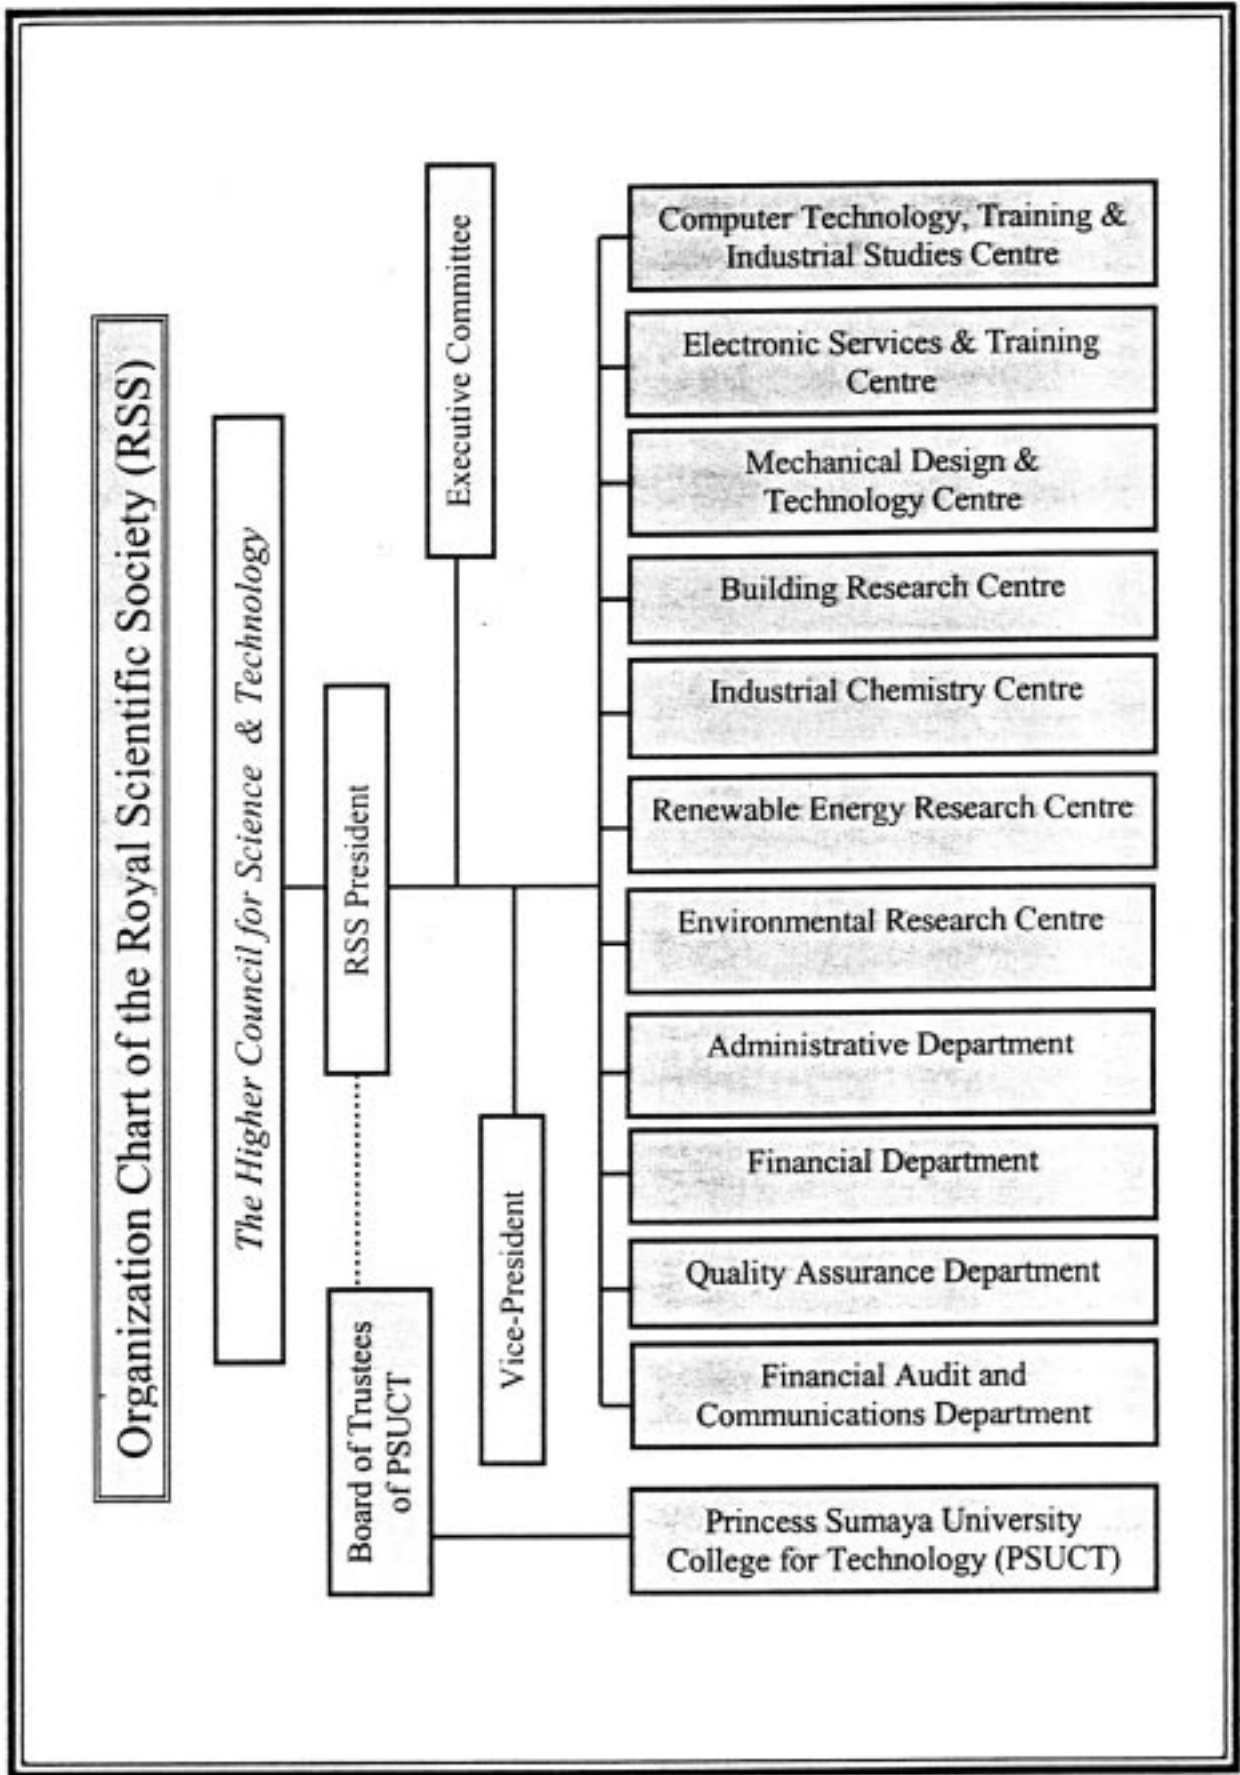 Organization Chart of the Royal Scientific Society (RSS)
The Higher Council for Science & Technology
RSS President
Board of Trustees
of PSUCT
Executive Committee
Vice-President
Computer Technology, Training &
Industrial Studies Centre
Electronic Services & Training
Centre
Mechanical Design &
Technology Centre
Building Research Centre
Industrial Chemistry Centre
Renewable Energy Research Centre
Environmental Research Centre
Administrative Department
Financial Department
Quality Assurance Department
Financial Audit and
Communications Department
Princess Sumaya University
College for Technology (PSUCT)